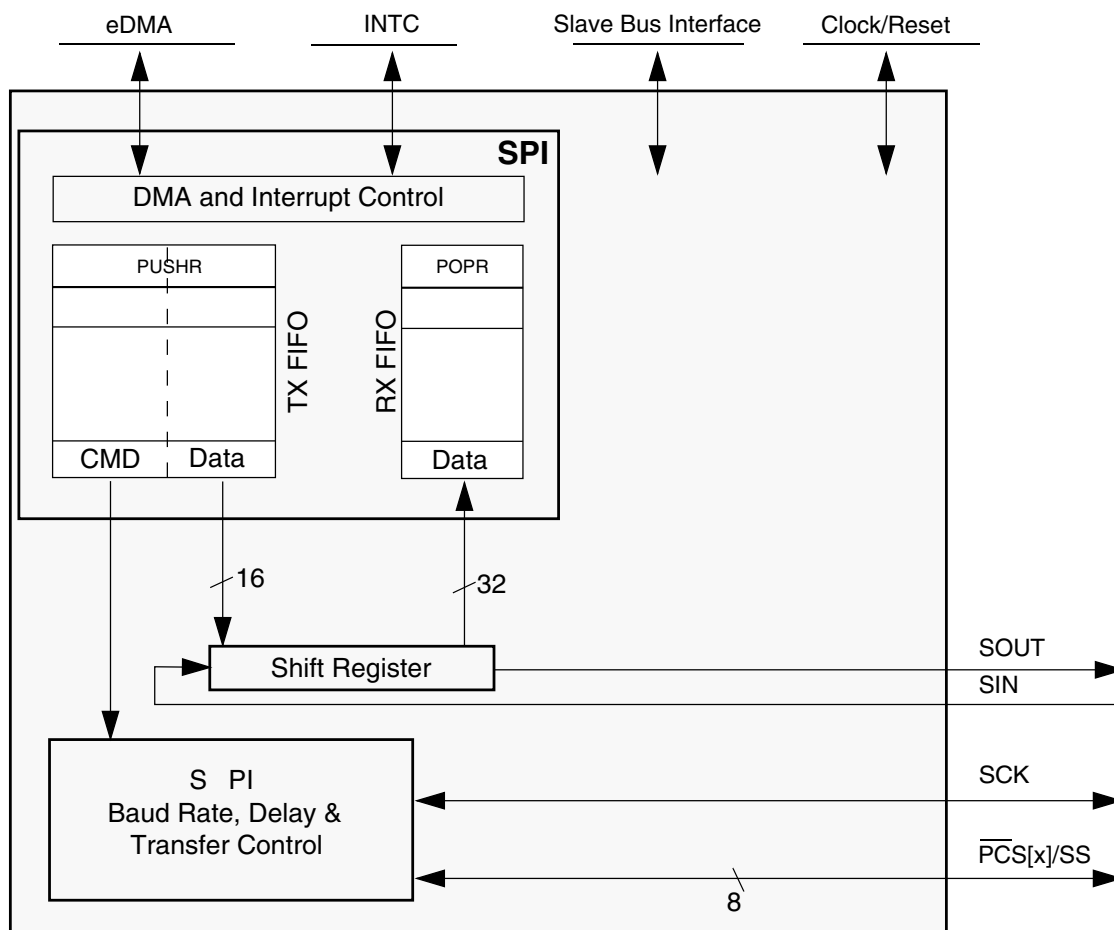 eDMA
INTC
Slave Bus Interface
Clock/Reset
SPI
DMA and Interrupt Control
PUSHR
POPR
TX FIFO
RX FIFO
CMD
Data
Data
16
32
Shift Register
SOUT
SIN
S PI
Baud Rate, Delay &
Transfer Control
SCK
PCS[x]/SS
8